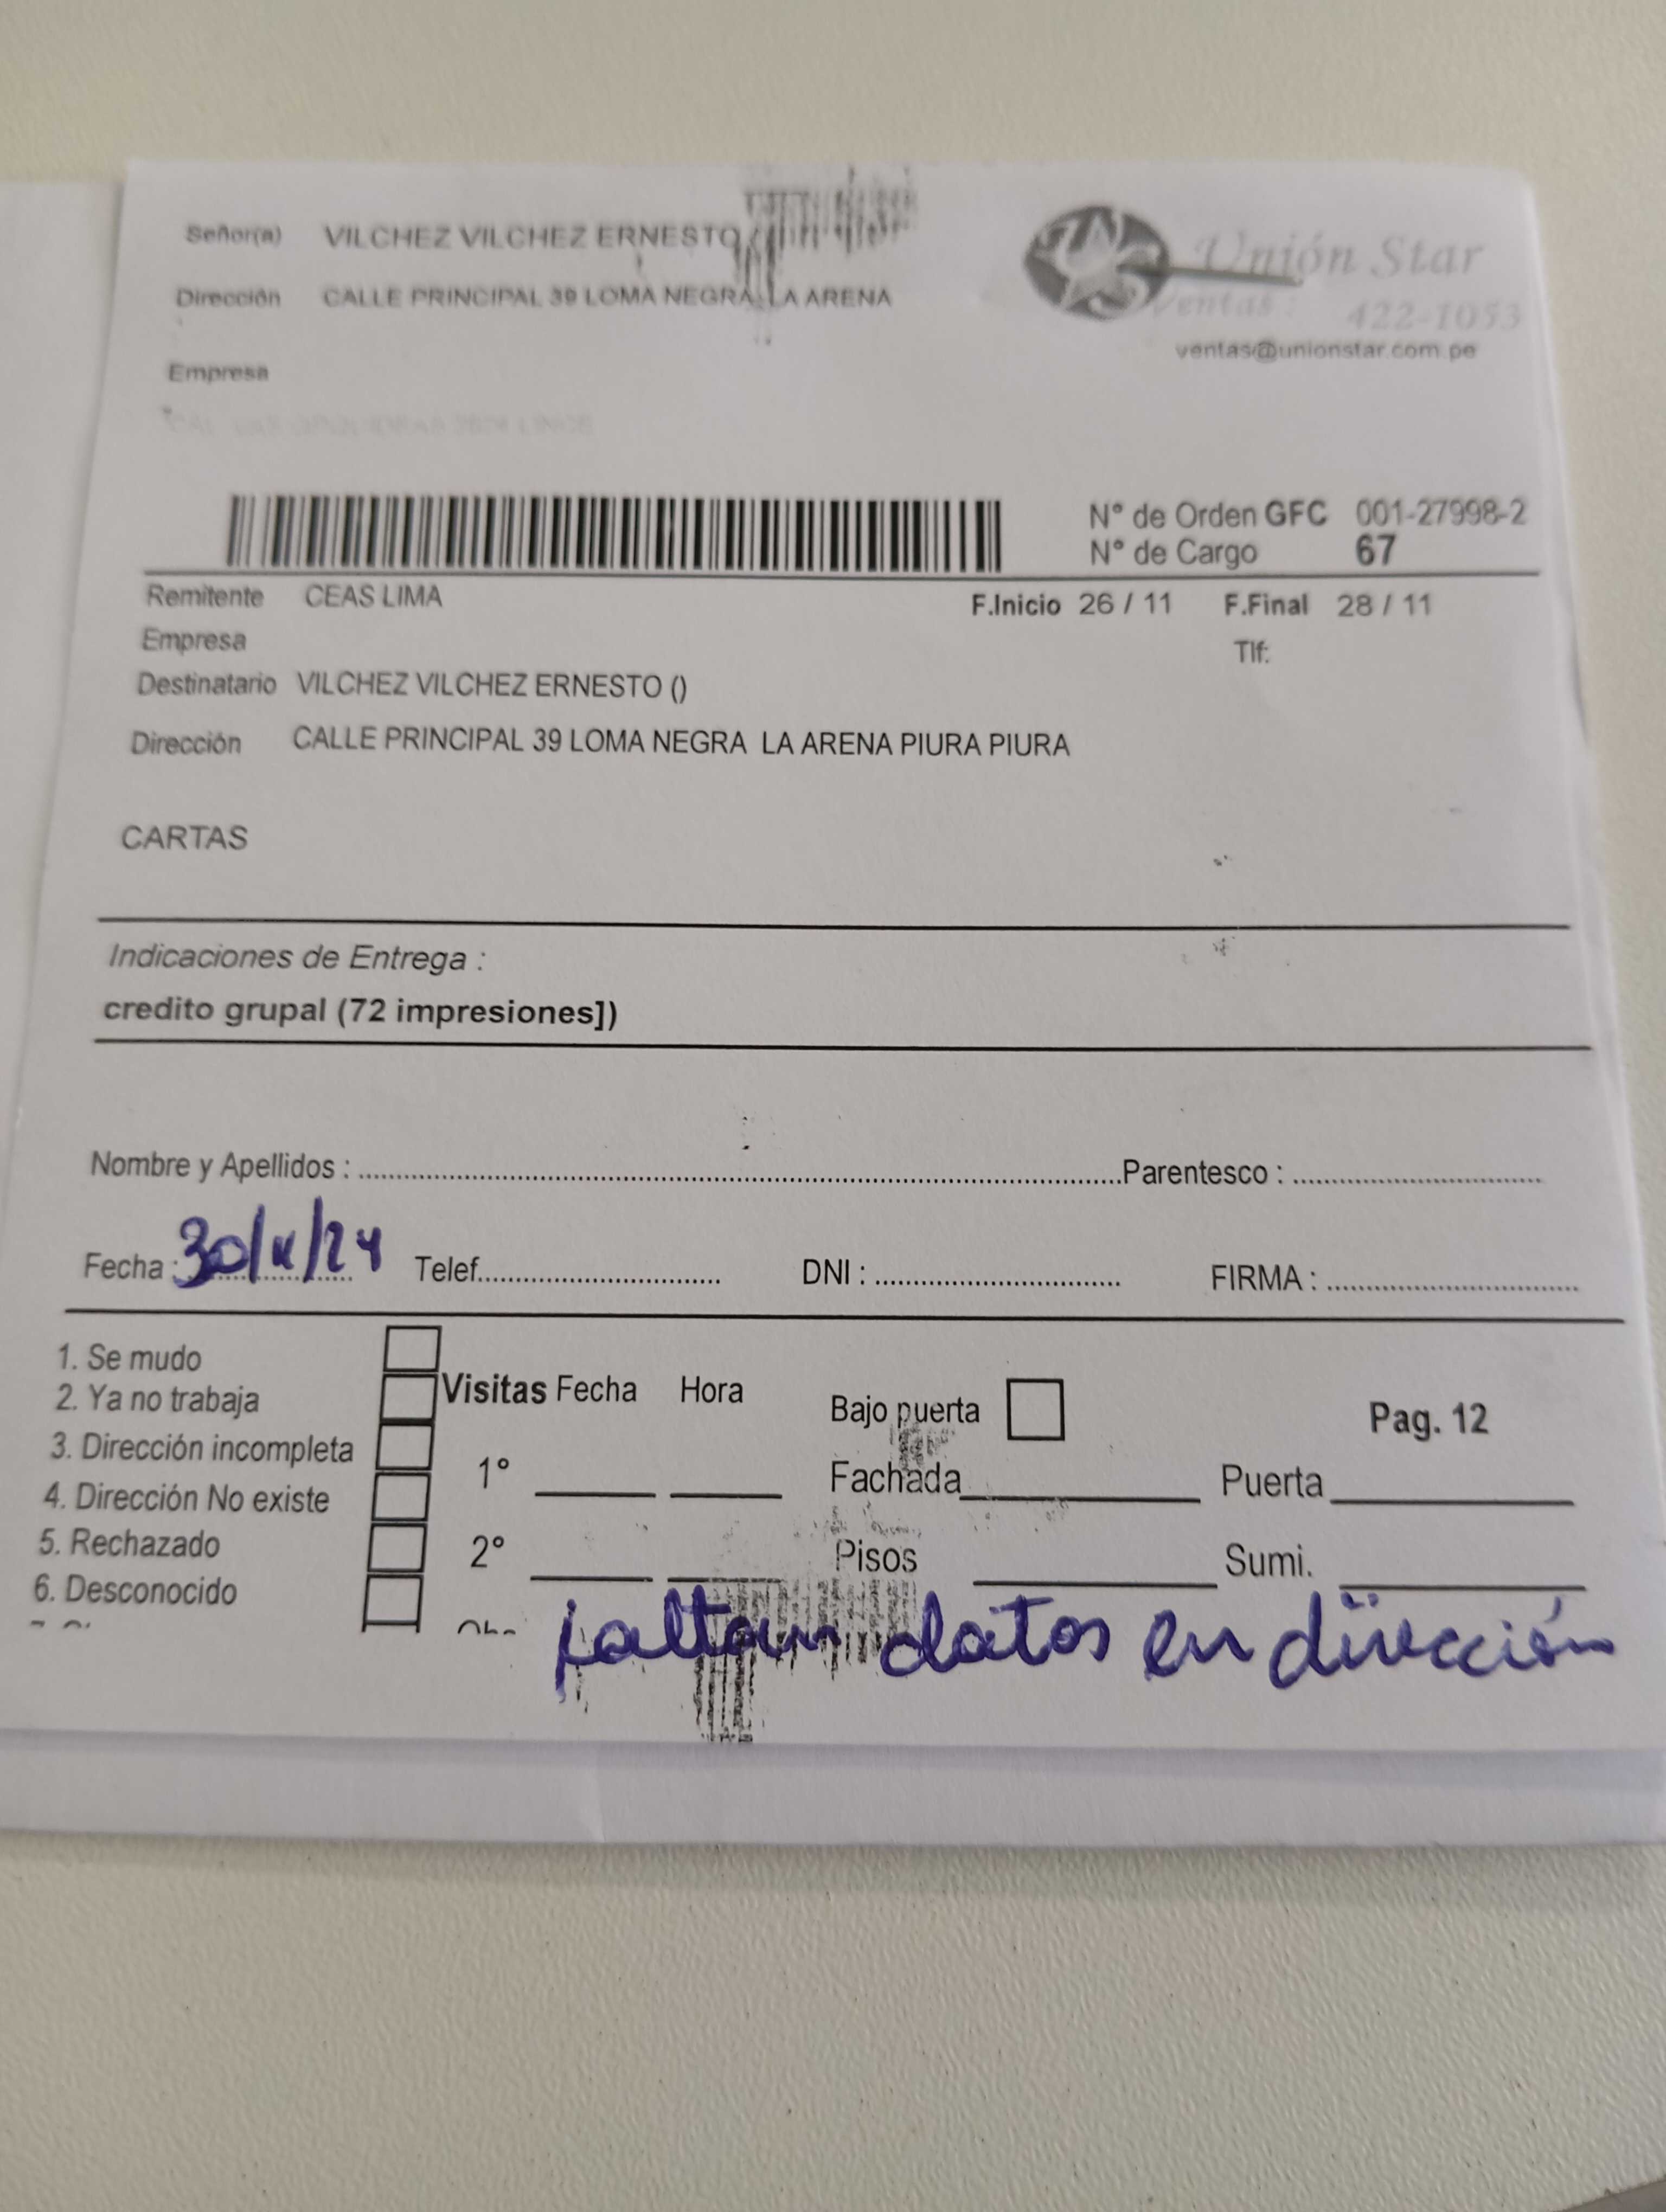 Señor(a) VILCHEZ VILCHEZ ERNESTO
Unión Star
Dirección CALLE PRINCIPAL 39 LOMA NEGRA LA ARENA
Ventas : 422-1053
ventas@unionstar.com.pe
Empresa
N° de Orden GFC 001-27998-2
N° de Cargo 67
Remitente CEAS LIMA F.Inicio 26 / 11 F.Final 28 / 11
Empresa Tlf:
Destinatario VILCHEZ VILCHEZ ERNESTO ()
Dirección CALLE PRINCIPAL 39 LOMA NEGRA LA ARENA PIURA PIURA
CARTAS
Indicaciones de Entrega :
credito grupal (72 impresiones])
Nombre y Apellidos : Parentesco :
Fecha : 30/11/24 Telef. DNI : FIRMA :
1. Se mudo
2. Ya no trabaja Visitas Fecha Hora Bajo puerta Pag. 12
3. Dirección incompleta 1° Fachada Puerta
4. Dirección No existe
5. Rechazado 2° Pisos Sumi.
6. Desconocido
faltan datos en dirección